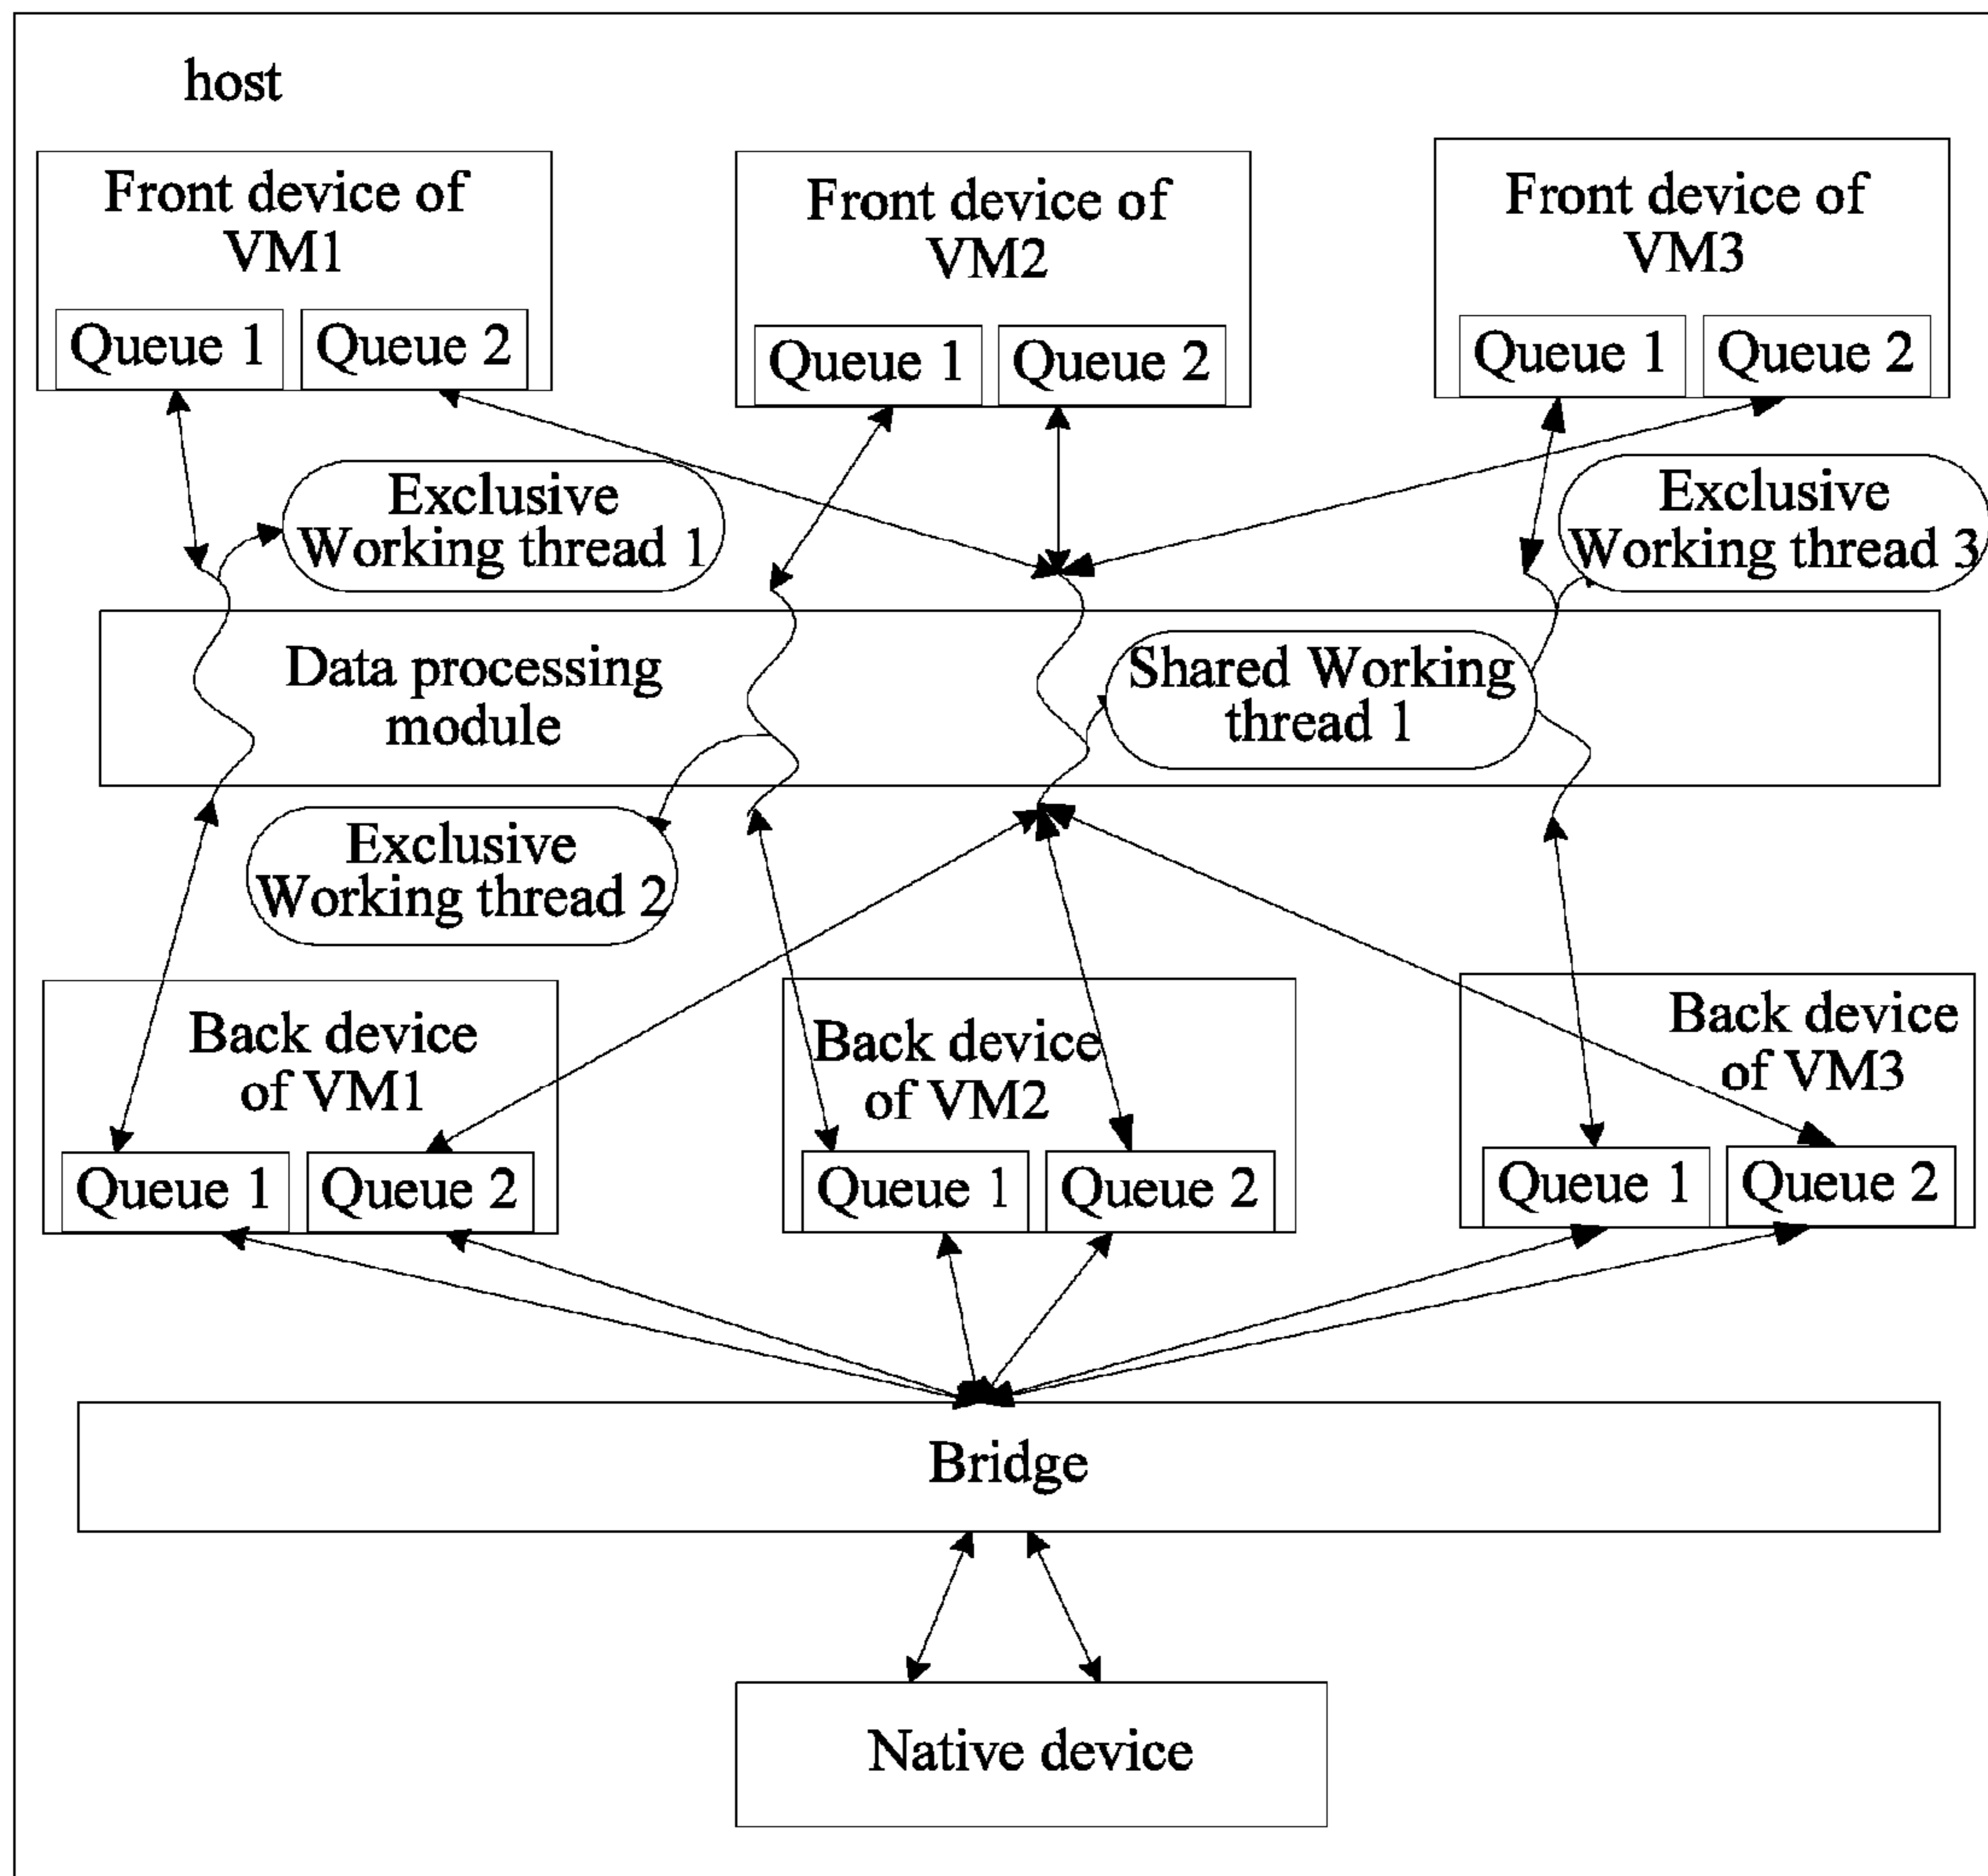 host
Front device of
VM1
Queue 1
Queue 2
Front device of
VM2
Queue 1
Queue 2
Front device of
VM3
Queue 1
Queue 2
Exclusive
Working thread 1
Exclusive
Working thread 3
Data processing
module
Shared Working
thread 1
Exclusive
Working thread 2
Back device
of VM1
Queue 1
Queue 2
Back device
of VM2
Queue 1
Queue 2
Back device
of VM3
Queue 1
Queue 2
Bridge
Native device